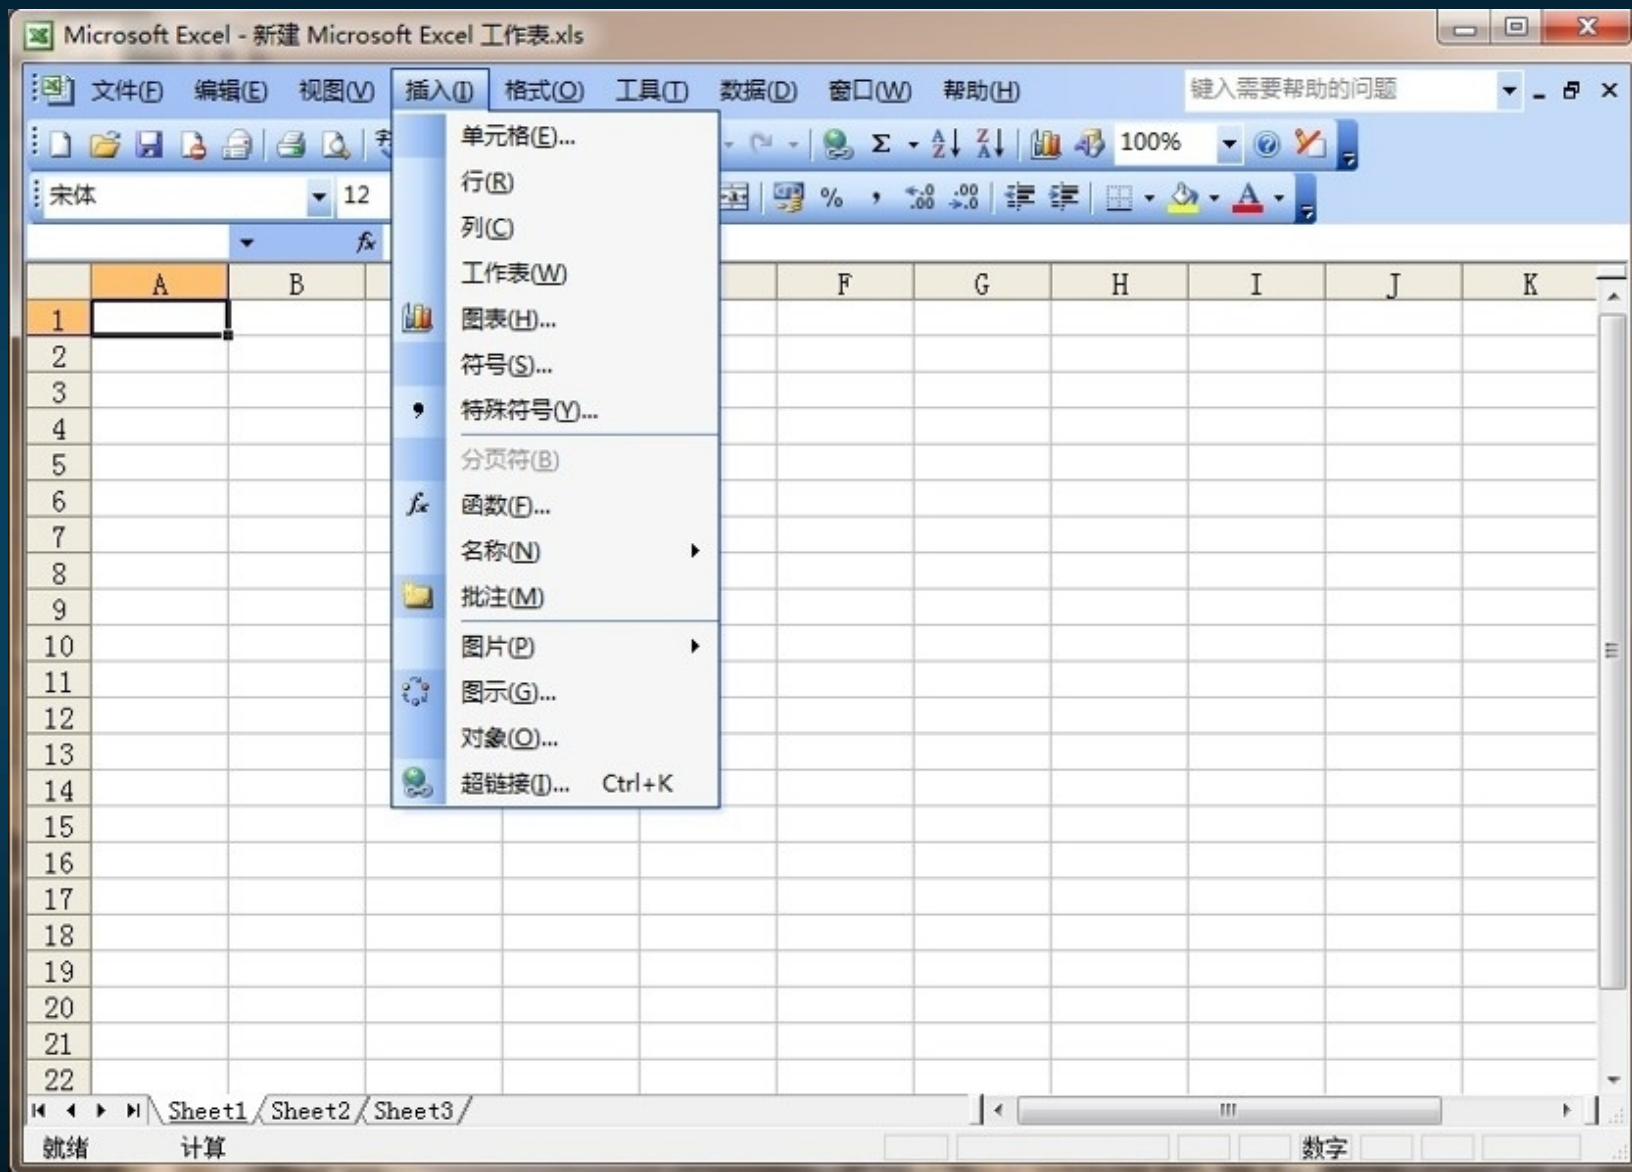 Microsoft Excel - 新建 Microsoft Excel 工作表.xls
文件(F) 编辑(E) 视图(V) 插入(I) 格式(O) 工具(T) 数据(D) 窗口(W) 帮助(H) 键入需要帮助的问题
Σ 100%
宋体 12 % , .00 .00
fx
A B F G H I J K
单元格(E)...
行(R)
列(C)
工作表(W)
图表(H)...
符号(S)...
特殊符号(Y)...
分页符(B)
函数(F)...
名称(N)
批注(M)
图片(P)
图示(G)...
对象(O)...
超链接(I)... Ctrl+K
1
2
3
4
5
6
7
8
9
10
11
12
13
14
15
16
17
18
19
20
21
22
Sheet1 Sheet2 Sheet3
就绪 计算 数字